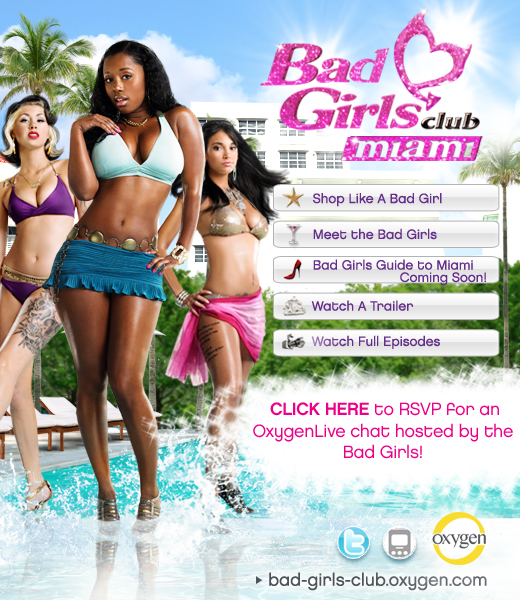 Bad
Girls
club
miami
Shop Like A Bad Girl
Meet the Bad Girls
Bad Girls Guide to Miami
Coming Soon!
Watch A Trailer
Watch Full Episodes
CLICK HERE to RSVP for an
OxygenLive chat hosted by the
Bad Girls!
oxygen
bad-girls-club.oxygen.com